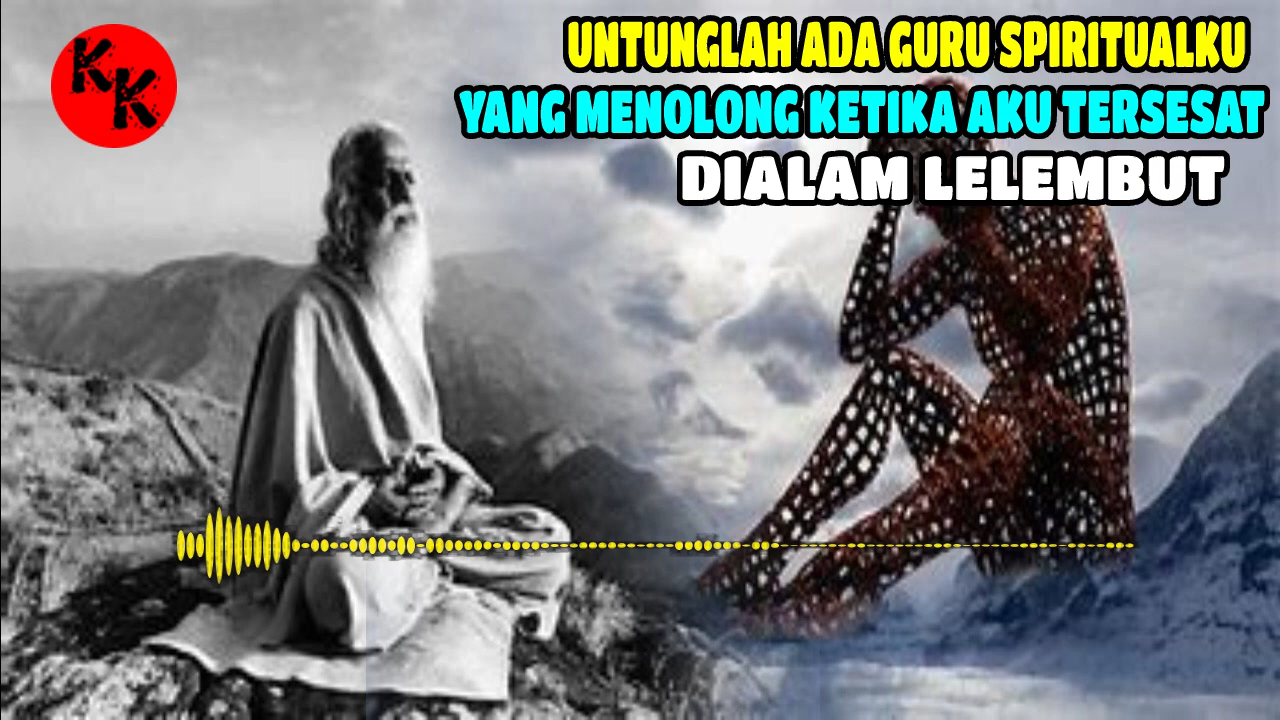 KK
UNTUNGLAH ADA GURU SPIRITUALKU
YANG MENOLONG KETIKA AKU TERSESAT
DIALAM LELEMBUT